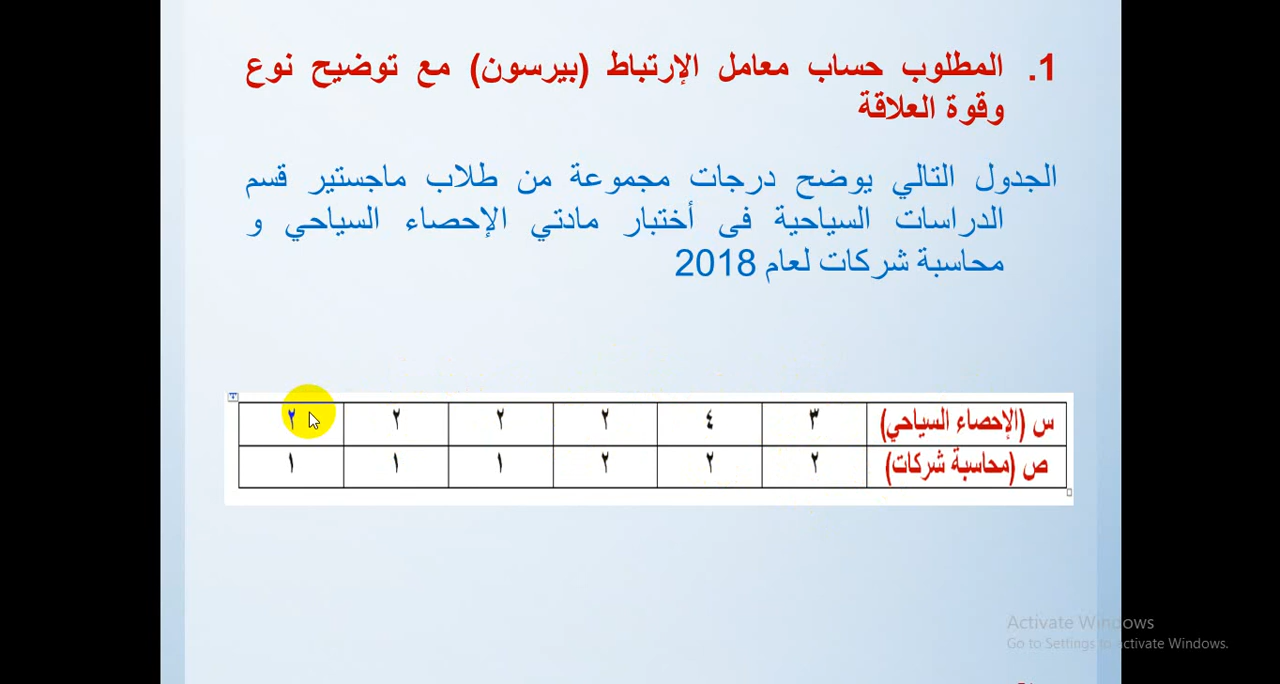 1. المطلوب حساب معامل الإرتباط (بيرسون) مع توضيح نوع
وقوة العلاقة
الجدول التالي يوضح درجات مجموعة من طلاب ماجستير قسم
الدراسات السياحية فى أختبار مادتي الإحصاء السياحي و
محاسبة شركات لعام 2018
س (الإحصاء السياحي) ٣ ٤ ٢ ٢ ٢ ٢
ص (محاسبة شركات) ٢ ٢ ٢ ١ ١ ١
Activate Windows
Go to Settings to activate Windows.